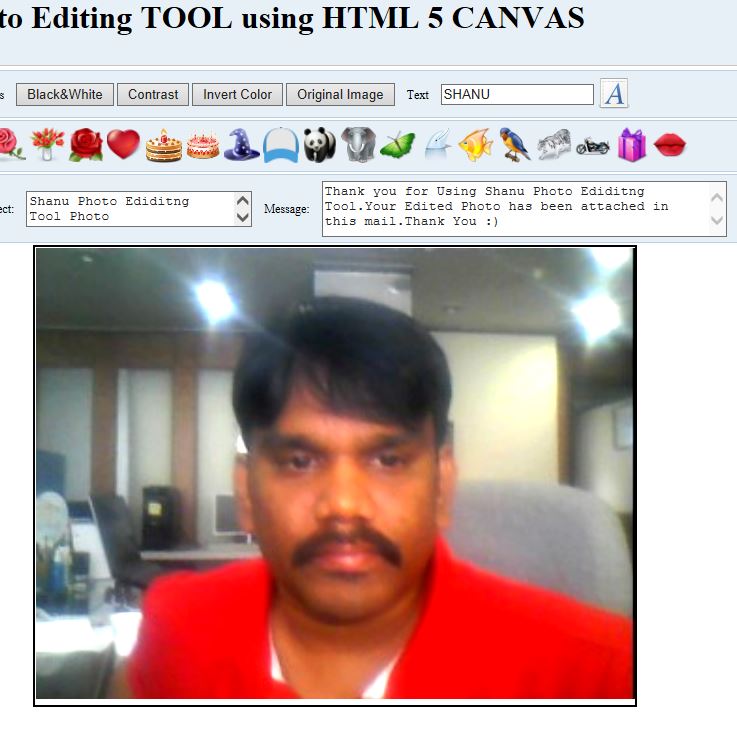 to Editing TOOL using HTML 5 CANVAS
s Black&White Contrast Invert Color Original Image Text SHANU A
ect: Shanu Photo Ediditng
Tool Photo
Message: Thank you for Using Shanu Photo Ediditng
Tool.Your Edited Photo has been attached in
this mail.Thank You :)